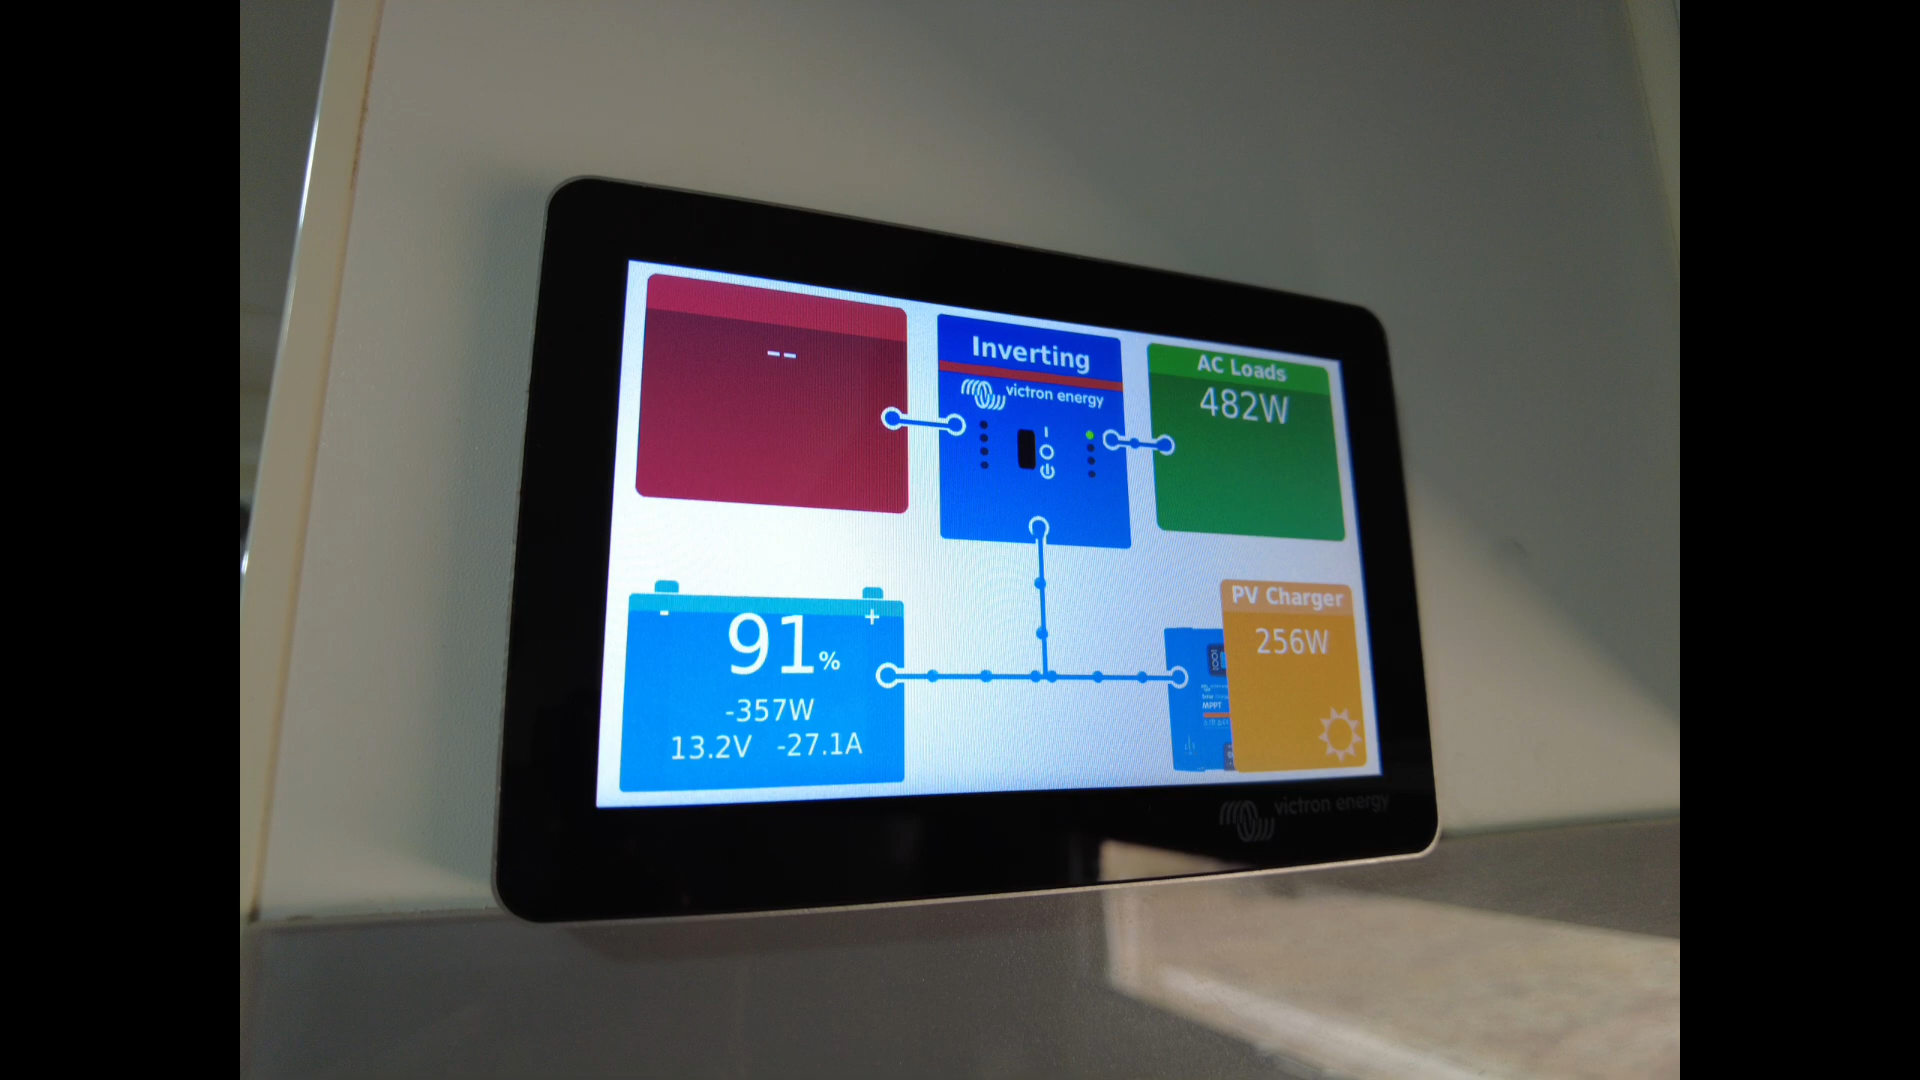 --
Inverting
victron energy
AC Loads
482W
- +
91%
-357W
13.2V -27.1A
PV Charger
256W
MPPT
victron energy